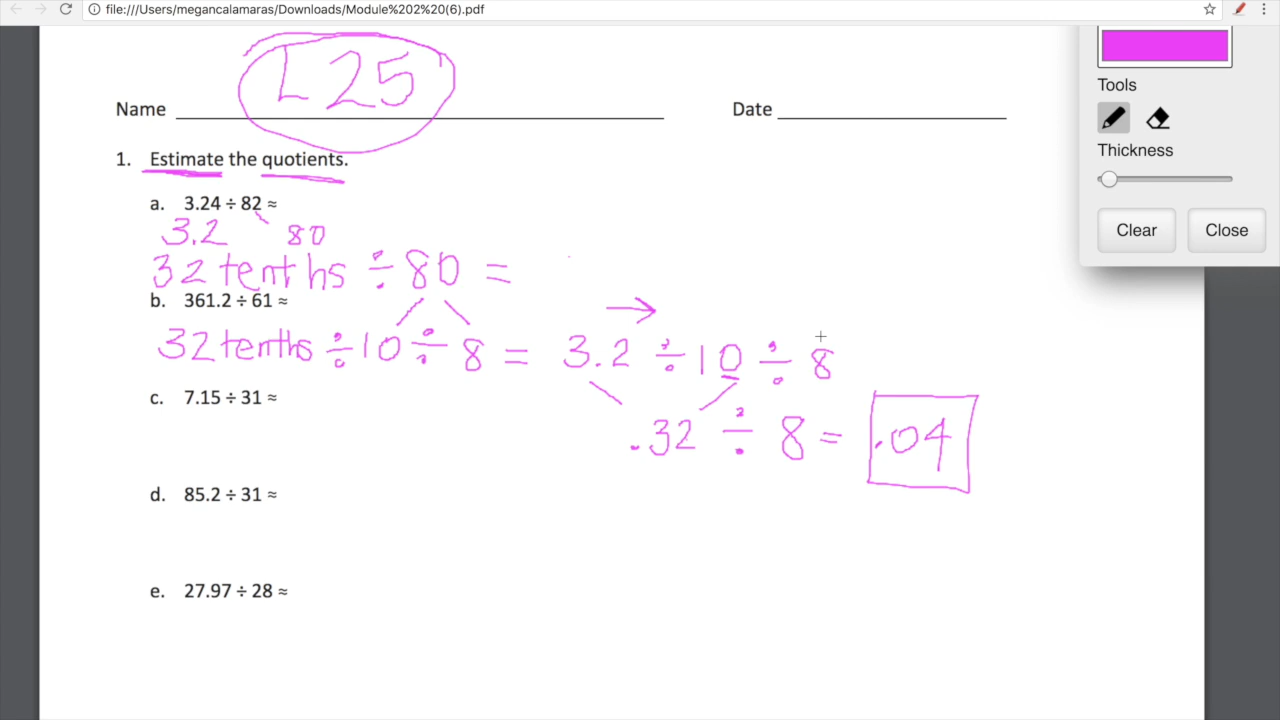 file:///Users/megancalamaras/Downloads/Module%202%20(6).pdf
L25
Name Date
1. Estimate the quotients.
a. 3.24 ÷ 82 ≈
3.2 80
32 tenths ÷ 80 =
b. 361.2 ÷ 61 ≈
32 tenths ÷ 10 ÷ 8 = 3.2 ÷ 10 ÷ 8
c. 7.15 ÷ 31 ≈
.32 ÷ 8 = .04
d. 85.2 ÷ 31 ≈
e. 27.97 ÷ 28 ≈
Tools
Thickness
Clear Close